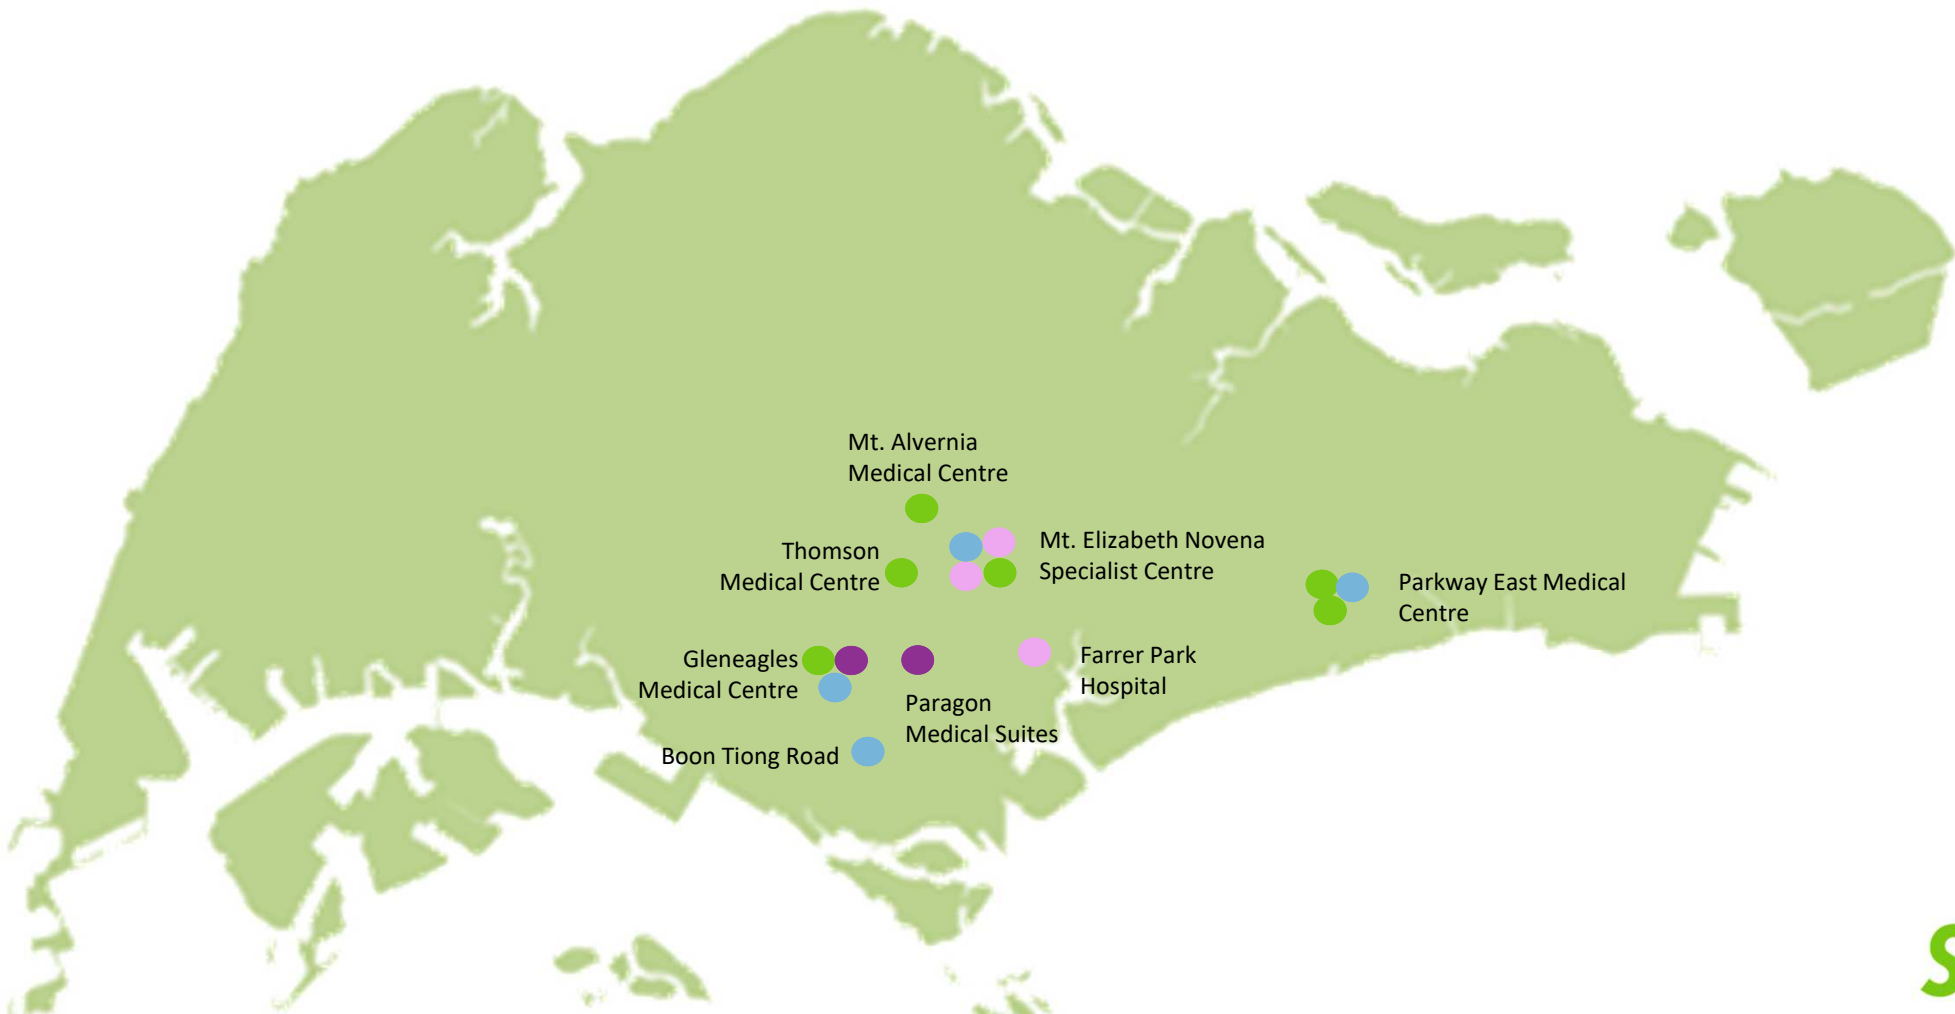 Mt. Alvernia
Medical Centre
Mt. Elizabeth Novena
Specialist Centre
Thomson
Medical Centre
Parkway East Medical
Centre
Gleneagles
Medical Centre
Farrer Park
Hospital
Paragon
Medical Suites
Boon Tiong Road
S